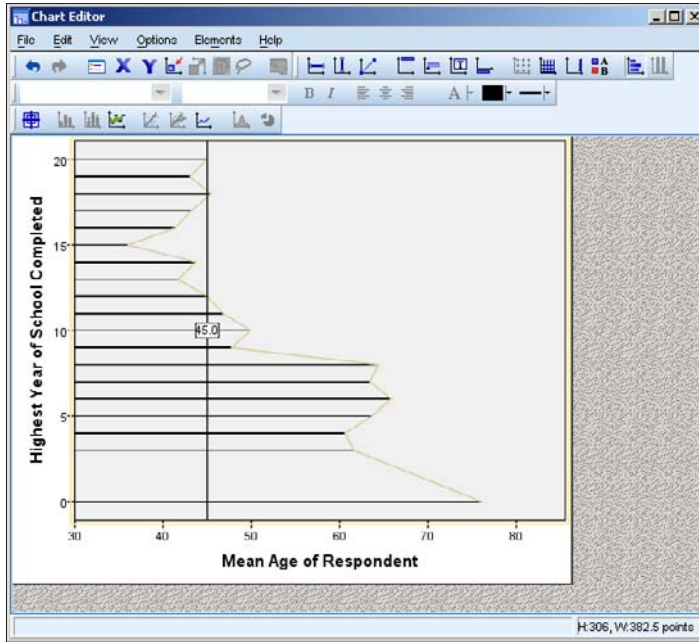 Chart Editor
File Edit View Options Elements Help
X Y
A
B
B I A
20
15
10
5
0
45.0
Highest Year of School Completed
30 40 50 60 70 80
Mean Age of Respondent
H:306, W:382.5 points